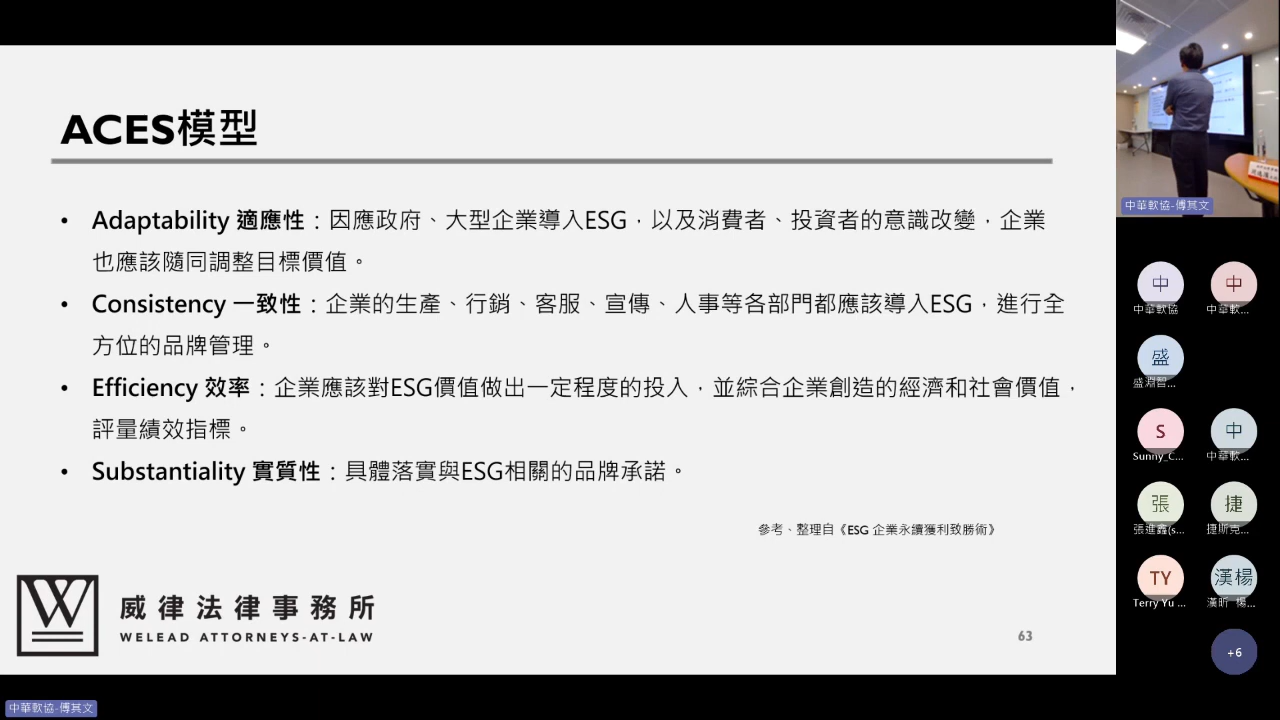 ACES模型
• Adaptability 適應性：因應政府、大型企業導入ESG，以及消費者、投資者的意識改變，企業
也應該隨同調整目標價值。
• Consistency 一致性：企業的生產、行銷、客服、宣傳、人事等各部門都應該導入ESG，進行全
方位的品牌管理。
• Efficiency 效率：企業應該對ESG價值做出一定程度的投入，並綜合企業創造的經濟和社會價值，
評量績效指標。
• Substantiality 實質性：具體落實與ESG相關的品牌承諾。
參考、整理自《ESG 企業永續獲利致勝術》
W
威律法律事務所
WELEAD ATTORNEYS-AT-LAW
63
中華軟協-傅其文
中華軟協-傅其文
中
中華軟協
中
中華軟...
盛
盛淵智...
S
Sunny_C...
中
中華軟...
張
張進鑫(s...
捷
捷斯克...
TY
Terry Yu ...
漢楊
漢昕 楊...
+6